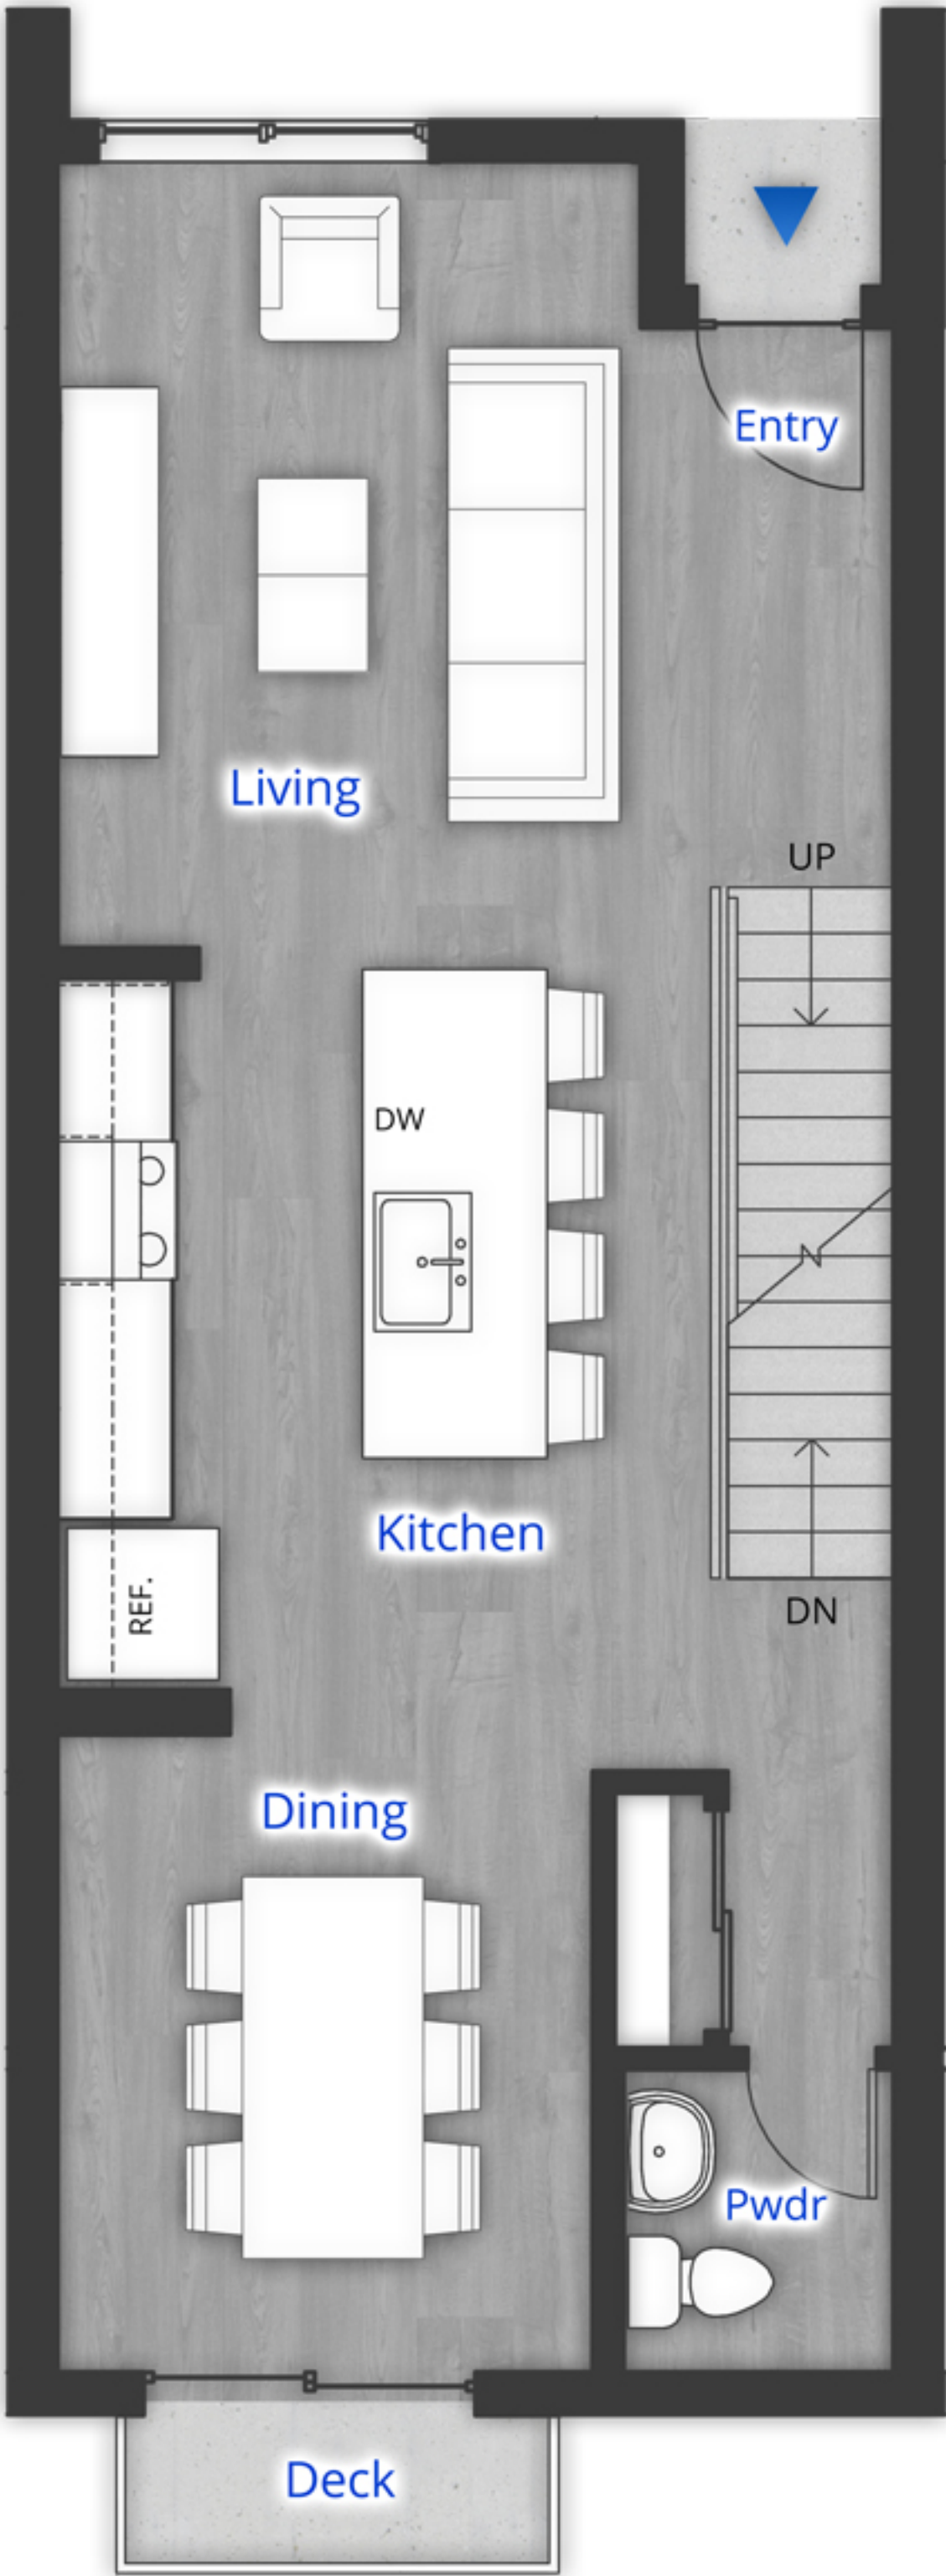 Entry
Living
UP
DW
Kitchen
REF.
DN
Dining
Pwdr
Deck